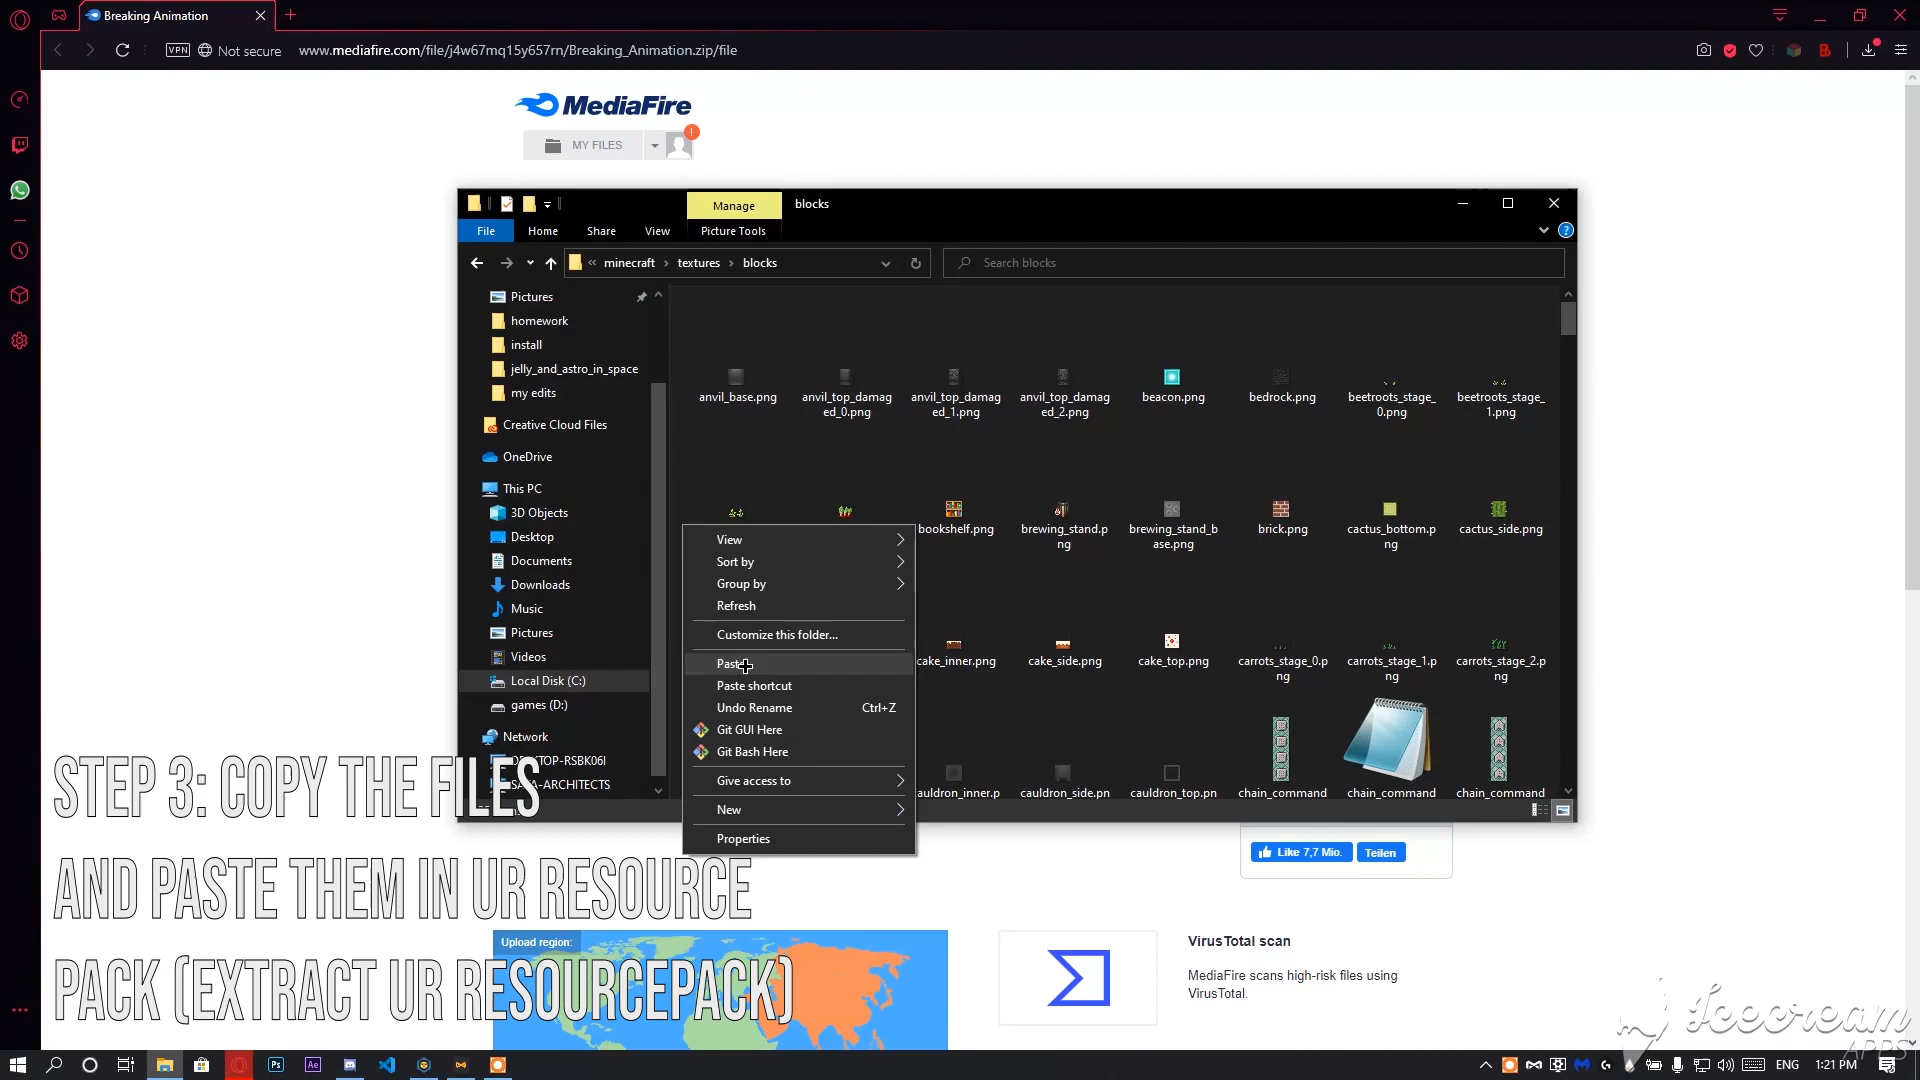 Breaking Animation
VPN
Not secure
www.mediafire.com/file/j4w67mq15y657rn/Breaking_Animation.zip/file
MediaFire
MY FILES
Manage
blocks
File
Home
Share
View
Picture Tools
« minecraft › textures › blocks
Search blocks
Pictures
homework
install
jelly_and_astro_in_space
my edits
Creative Cloud Files
OneDrive
This PC
3D Objects
Desktop
Documents
Downloads
Music
Pictures
Videos
Local Disk (C:)
games (D:)
Network
anvil_base.png
anvil_top_damag
ed_0.png
anvil_top_damag
ed_1.png
anvil_top_damag
ed_2.png
beacon.png
bedrock.png
beetroots_stage_
0.png
beetroots_stage_
1.png
bookshelf.png
brewing_stand.p
ng
brewing_stand_b
ase.png
brick.png
cactus_bottom.p
ng
cactus_side.png
cake_inner.png
cake_side.png
cake_top.png
carrots_stage_0.p
ng
carrots_stage_1.p
ng
carrots_stage_2.p
ng
cauldron_inner.p
cauldron_side.pn
cauldron_top.pn
chain_command
chain_command
chain_command
View
Sort by
Group by
Refresh
Customize this folder...
Paste
Paste shortcut
Undo Rename Ctrl+Z
Git GUI Here
Git Bash Here
Give access to
New
Properties
STEP 3: COPY THE FILES
AND PASTE THEM IN UR RESOURCE
PACK (EXTRACT UR RESOURCEPACK)
Like 7,7 Mio.
Teilen
Upload region:
VirusTotal scan
MediaFire scans high-risk files using
VirusTotal.
Icecream
APPS
Ps
Ae
ENG
1:21 PM